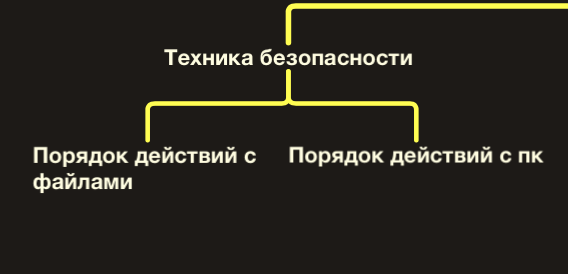 Техника безопасности
Порядок действий с
файлами
Порядок действий с пк